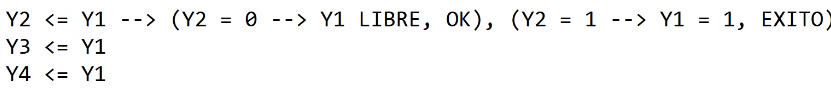 Y2 <= Y1 --> (Y2 = 0 --> Y1 LIBRE, OK), (Y2 = 1 --> Y1 = 1, EXITO)
Y3 <= Y1
Y4 <= Y1